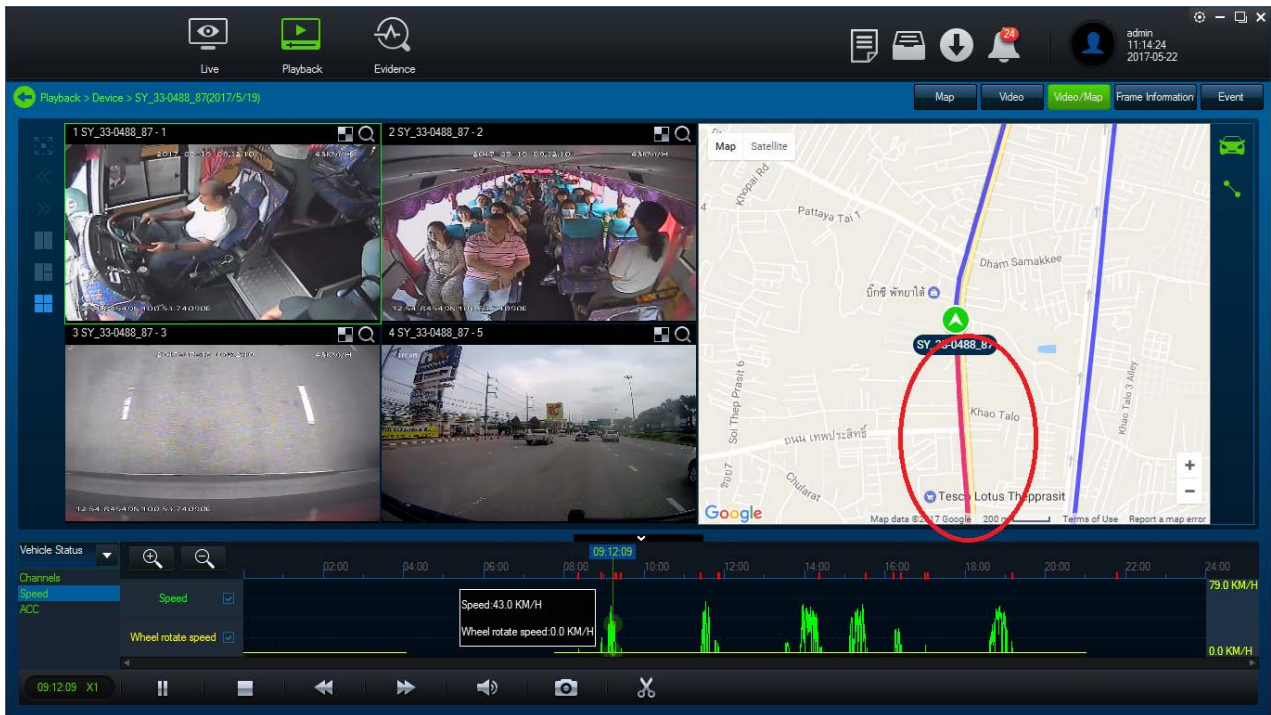 Live
Playback
Evidence
24
admin
11:14:24
2017-05-22
Playback > Device > SY_33-0488_87(2017/5/19)
Map
Video
Video/Map
Frame Information
Event
1 SY_33-0488_87 - 1
43KM/H
2 SY_33-0488_87 - 2
43KM/H
3 SY_33-0488_87 - 3
43KM/H
4 SY_33-0488_87 - 5
Map
Satellite
Khopai Rd
4
Pattaya Tai 1
Dham Samakkee
บิ๊กซี พัทยาใต้
SY_33-0488_87
Soi Thep Prasit 6
Khao Talo
Khao Talo 3 Alley
ถนน เทพประสิทธิ์
ซอย7
Chularat
Tesco Lotus Thepprasit
Google
Map data ©2017 Google
200 m
Terms of Use
Report a map error
Vehicle Status
Channels
Speed
ACC
Speed
Wheel rotate speed
09:12:09
02:00
04:00
06:00
08:00
10:00
12:00
14:00
16:00
18:00
20:00
22:00
24:00
Speed:43.0 KM/H
Wheel rotate speed:0.0 KM/H
79.0 KM/H
0.0 KM/H
09:12:09 X1